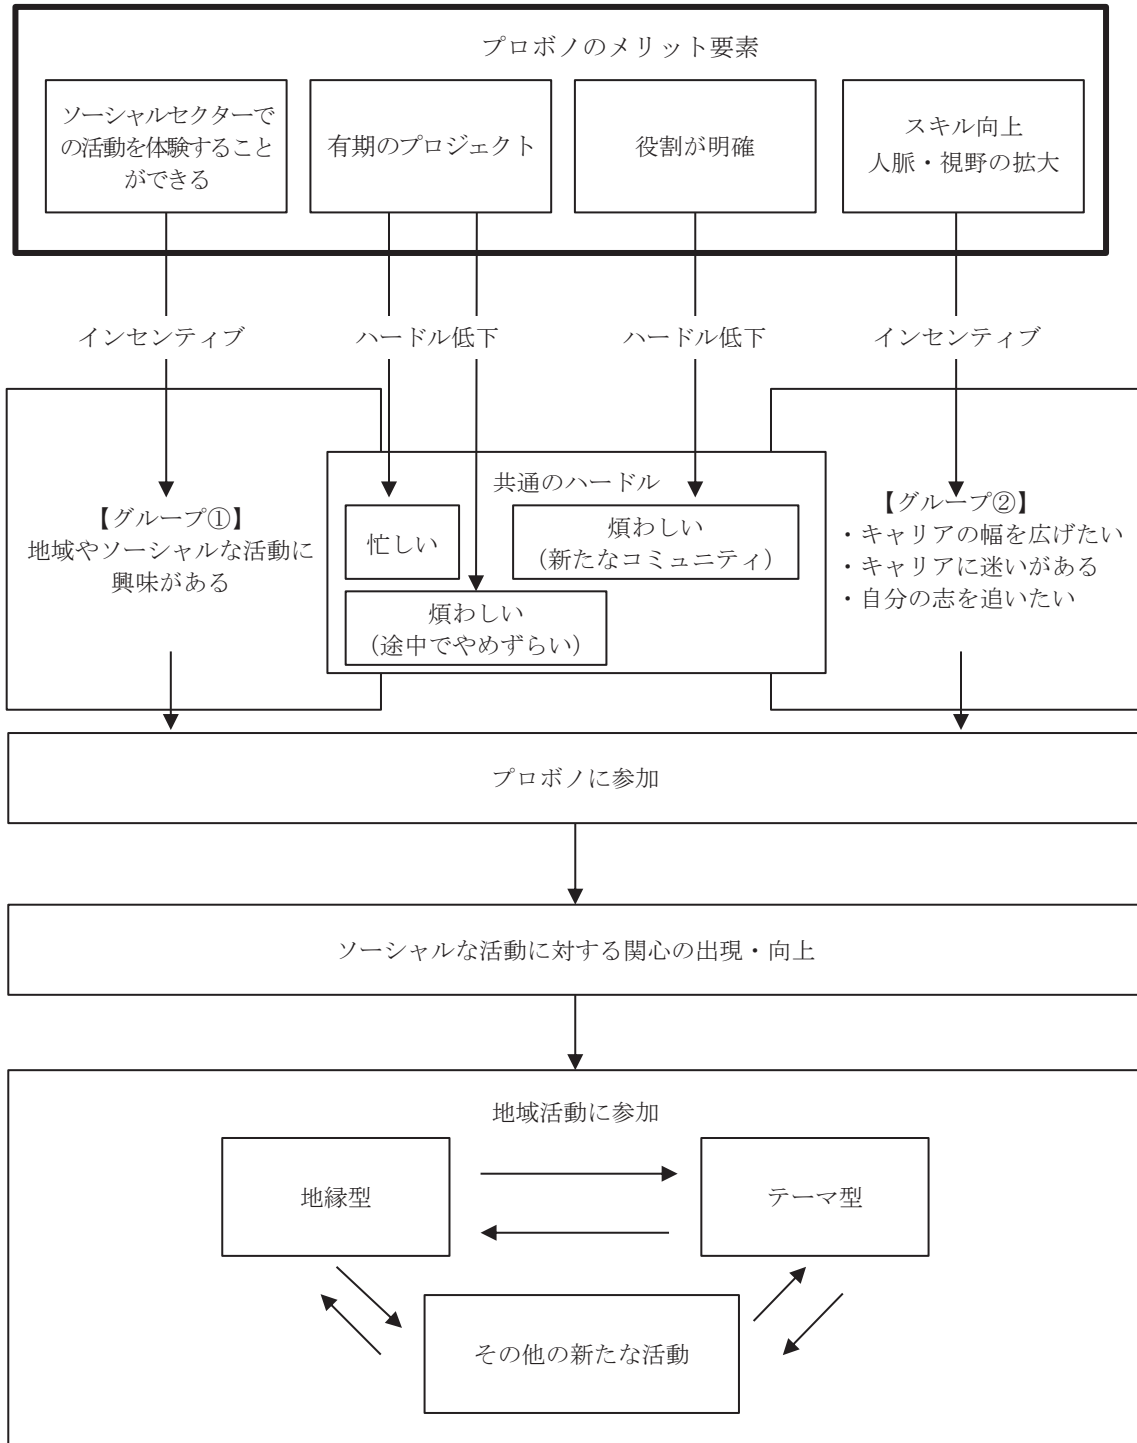 プロボノのメリット要素
ソーシャルセクターで
の活動を体験すること
ができる
有期のプロジェクト
役割が明確
スキル向上
人脈・視野の拡大
インセンティブ
ハードル低下
ハードル低下
インセンティブ
【グループ①】
地域やソーシャルな活動に
興味がある
共通のハードル
忙しい
煩わしい
（新たなコミュニティ）
煩わしい
（途中でやめずらい）
【グループ②】
・キャリアの幅を広げたい
・キャリアに迷いがある
・自分の志を追いたい
プロボノに参加
ソーシャルな活動に対する関心の出現・向上
地域活動に参加
地縁型
テーマ型
その他の新たな活動